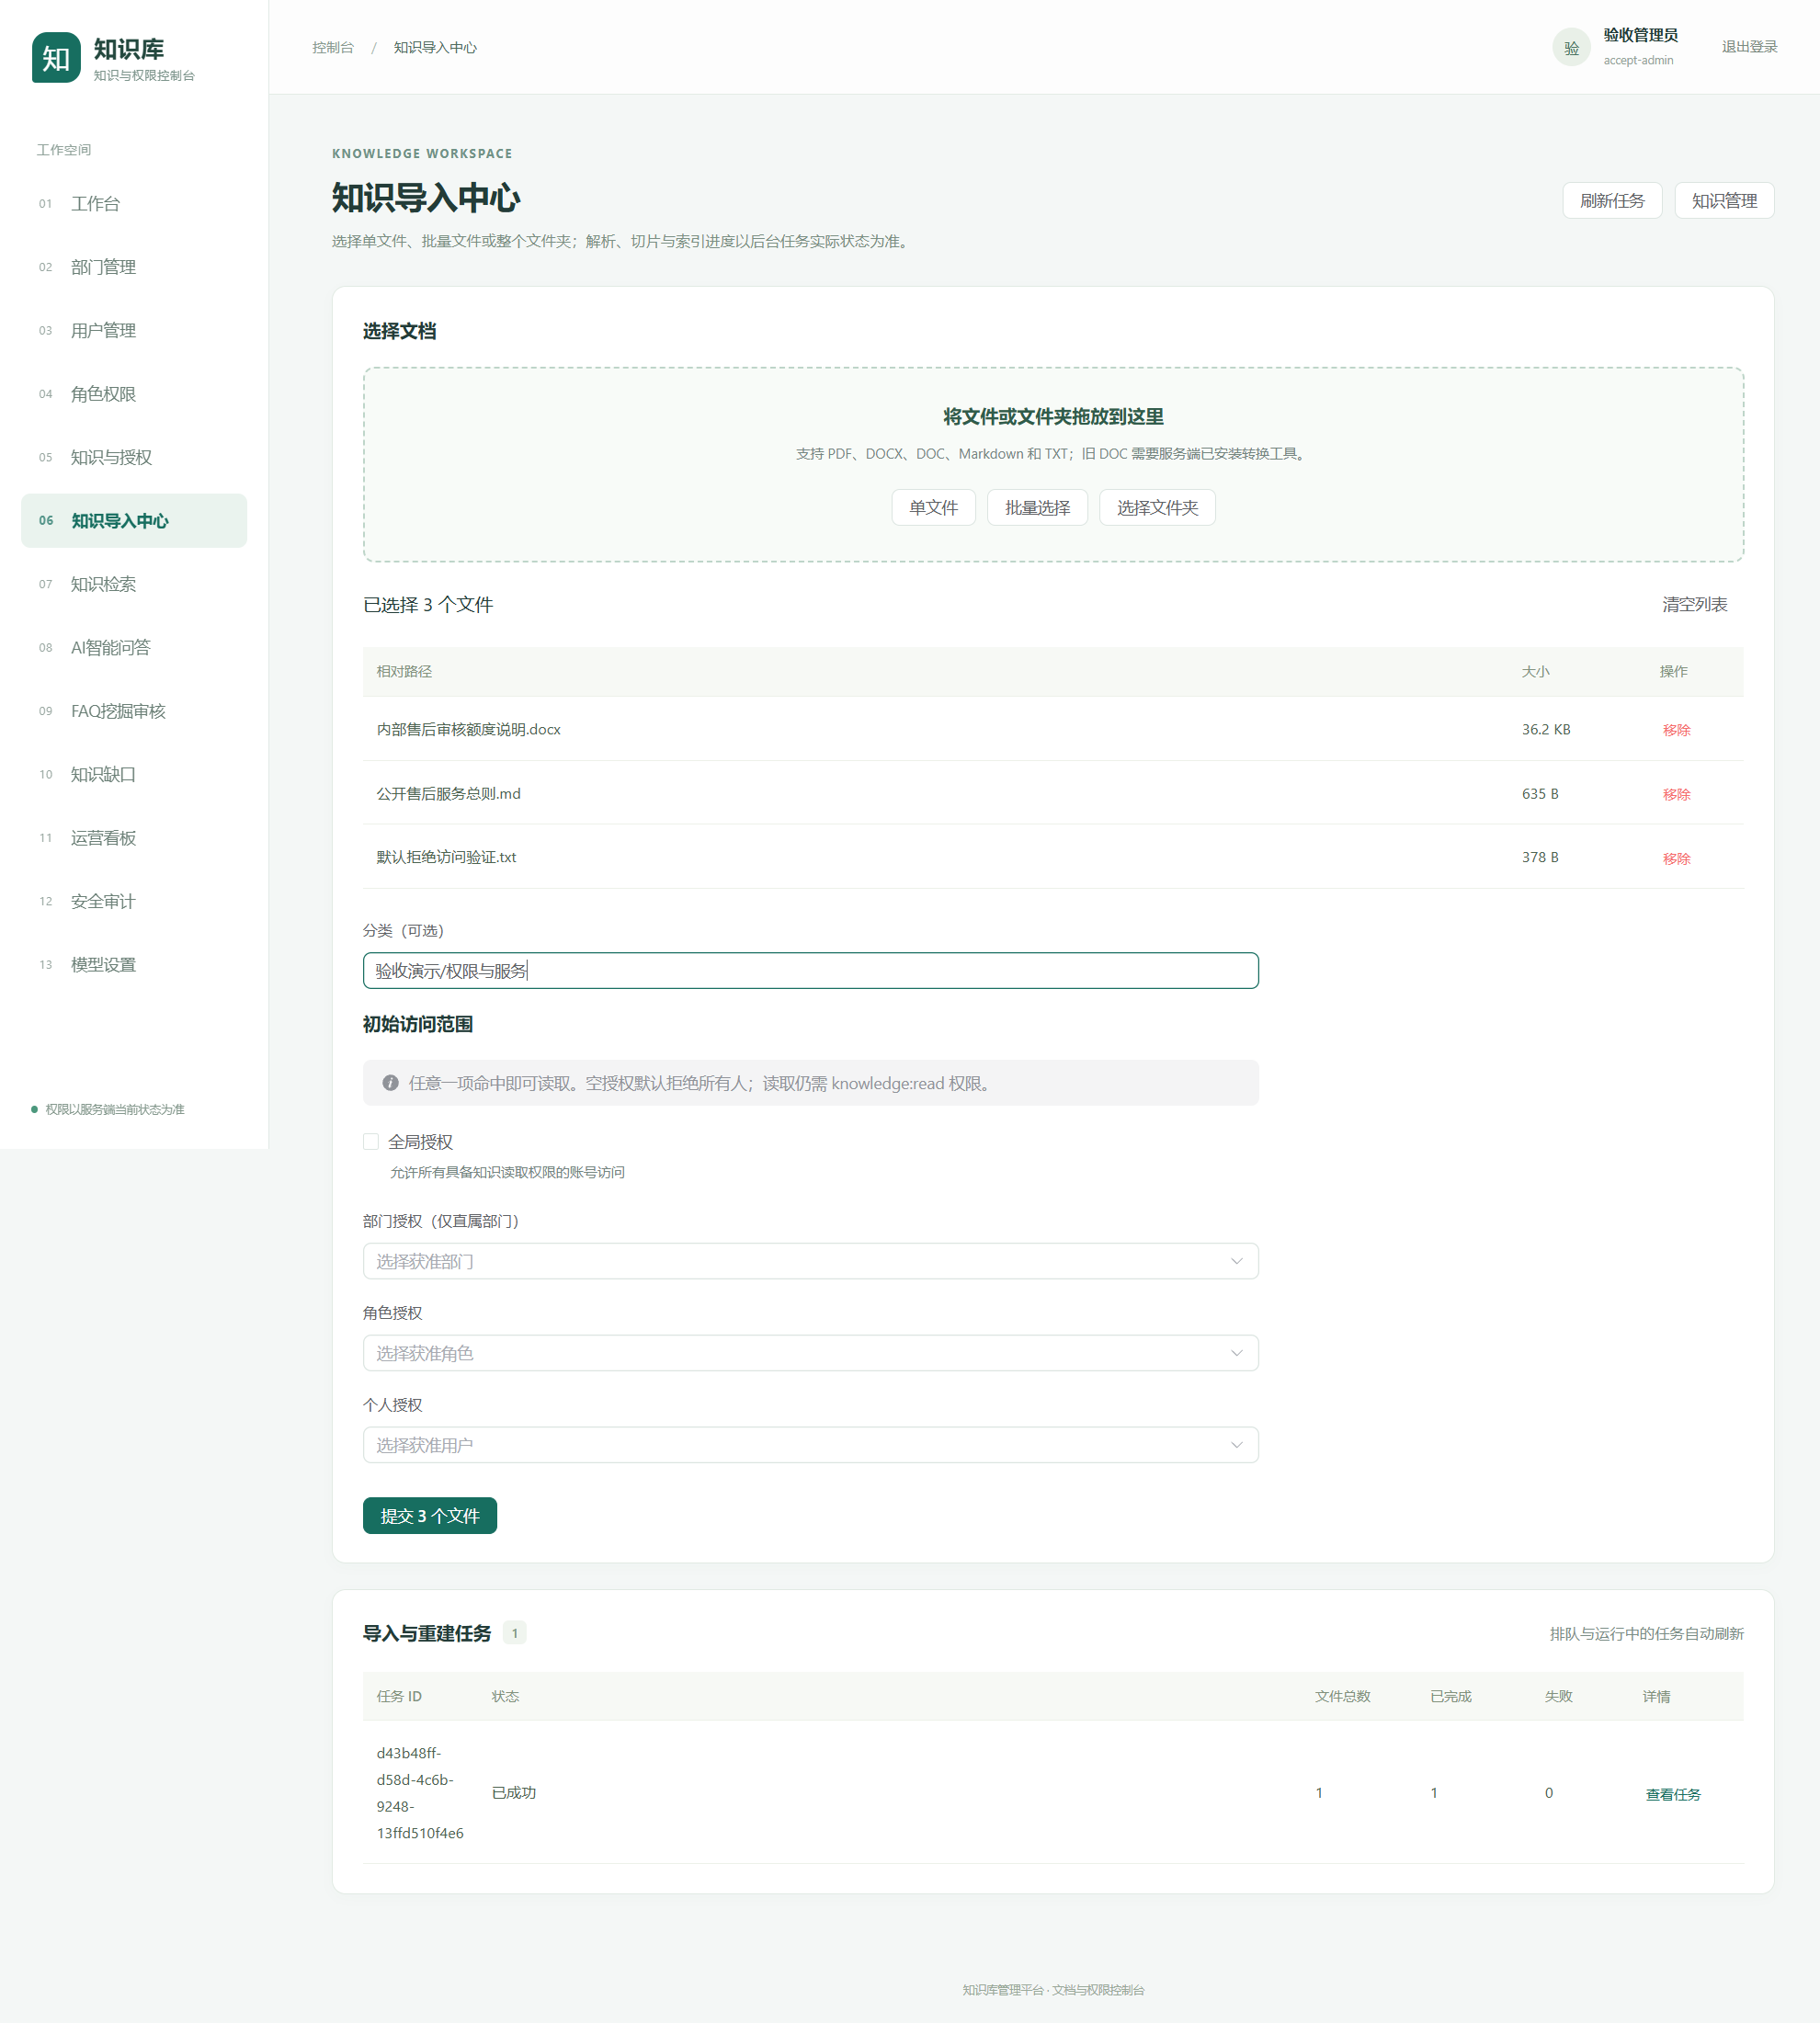 知
知识库
知识与权限控制台
工作空间
01 工作台
02 部门管理
03 用户管理
04 角色权限
05 知识与授权
06 知识导入中心
07 知识检索
08 AI智能问答
09 FAQ挖掘审核
10 知识缺口
11 运营看板
12 安全审计
13 模型设置
权限以服务端当前状态为准
控制台 / 知识导入中心
验
验收管理员
accept-admin
退出登录
KNOWLEDGE WORKSPACE
知识导入中心
选择单文件、批量文件或整个文件夹；解析、切片与索引进度以后台任务实际状态为准。
刷新任务
知识管理
选择文档
将文件或文件夹拖放到这里
支持 PDF、DOCX、DOC、Markdown 和 TXT；旧 DOC 需要服务端已安装转换工具。
单文件 批量选择 选择文件夹
已选择 3 个文件 清空列表
相对路径 大小 操作
内部售后审核额度说明.docx 36.2 KB 移除
公开售后服务总则.md 635 B 移除
默认拒绝访问验证.txt 378 B 移除
分类（可选）
验收演示/权限与服务
初始访问范围
任意一项命中即可读取。空授权默认拒绝所有人；读取仍需 knowledge:read 权限。
全局授权
允许所有具备知识读取权限的账号访问
部门授权（仅直属部门）
选择获准部门
角色授权
选择获准角色
个人授权
选择获准用户
提交 3 个文件
导入与重建任务 1 排队与运行中的任务自动刷新
任务 ID 状态 文件总数 已完成 失败 详情
d43b48ff-
d58d-4c6b-
9248-
13ffd510f4e6
已成功 1 1 0 查看任务
知识库管理平台 · 文档与权限控制台